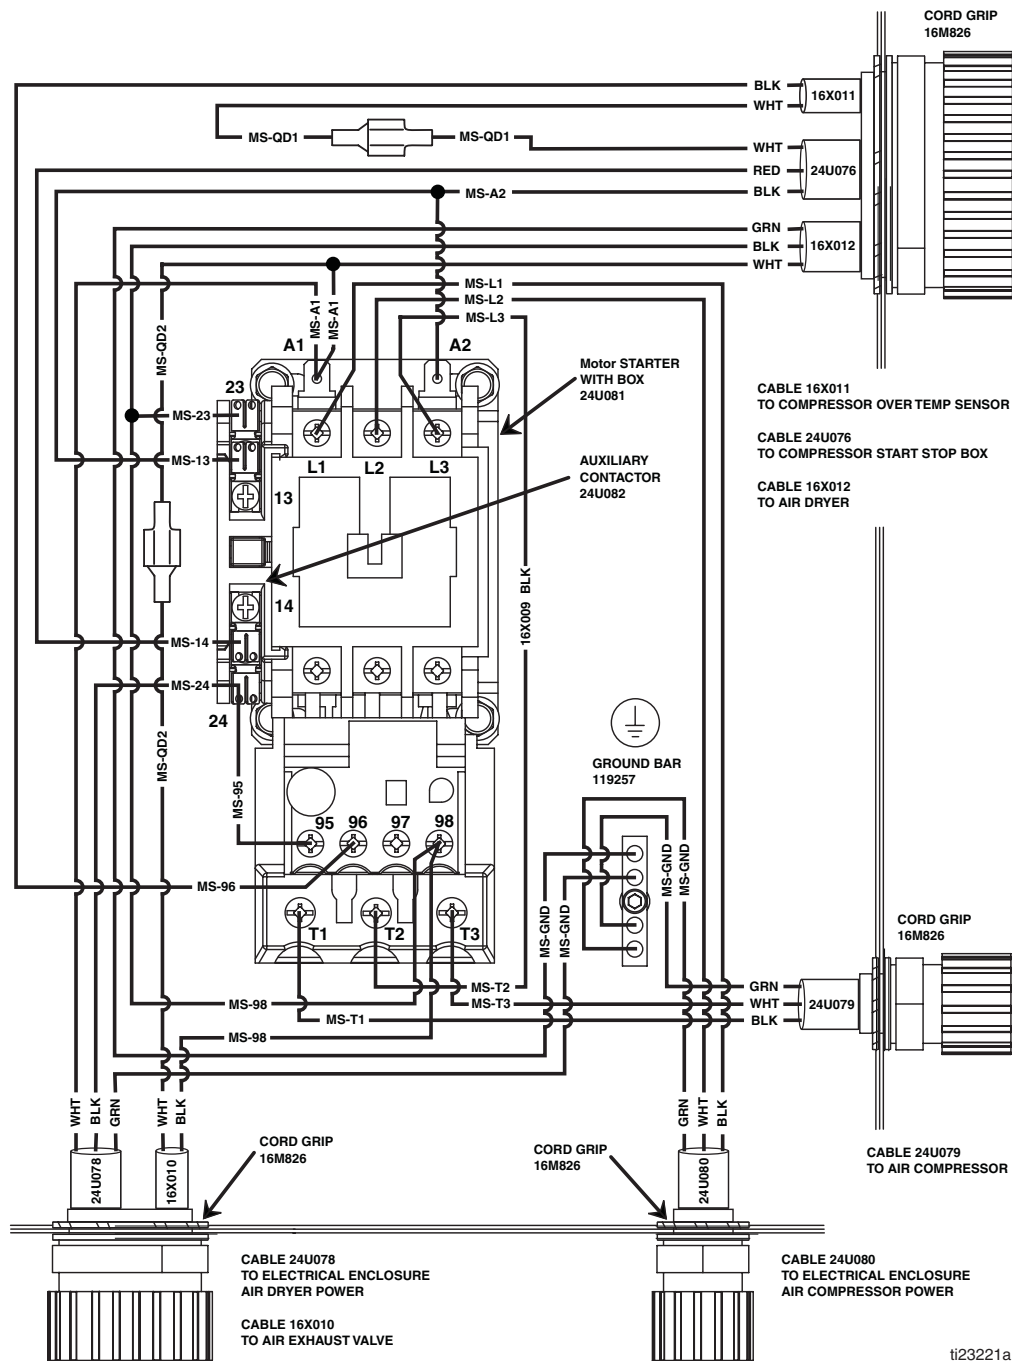 CORD GRIP
16M826
BLK
WHT
16X011
MS-QD1
MS-QD1
WHT
RED
BLK
24U076
MS-A2
GRN
BLK
WHT
16X012
MS-L1
MS-L2
MS-L3
MS-A1
MS-A1
MS-QD2
A1
A2
Motor STARTER
WITH BOX
24U081
CABLE 16X011
TO COMPRESSOR OVER TEMP SENSOR
CABLE 24U076
TO COMPRESSOR START STOP BOX
CABLE 16X012
TO AIR DRYER
23
MS-23
MS-13
L1
L2
L3
13
AUXILIARY
CONTACTOR
24U082
16X009 BLK
14
MS-14
MS-24
24
MS-QD2
MS-95
GROUND BAR
119257
95
96
97
98
MS-96
MS-GND
MS-GND
MS-GND
MS-GND
T1
T2
T3
CORD GRIP
16M826
MS-T2
MS-T3
MS-98
MS-T1
MS-98
GRN
WHT
BLK
24U079
WHT
BLK
GRN
WHT
BLK
GRN
WHT
BLK
24U078
16X010
CORD GRIP
16M826
CORD GRIP
16M826
24U080
CABLE 24U079
TO AIR COMPRESSOR
CABLE 24U078
TO ELECTRICAL ENCLOSURE
AIR DRYER POWER
CABLE 16X010
TO AIR EXHAUST VALVE
CABLE 24U080
TO ELECTRICAL ENCLOSURE
AIR COMPRESSOR POWER
ti23221a